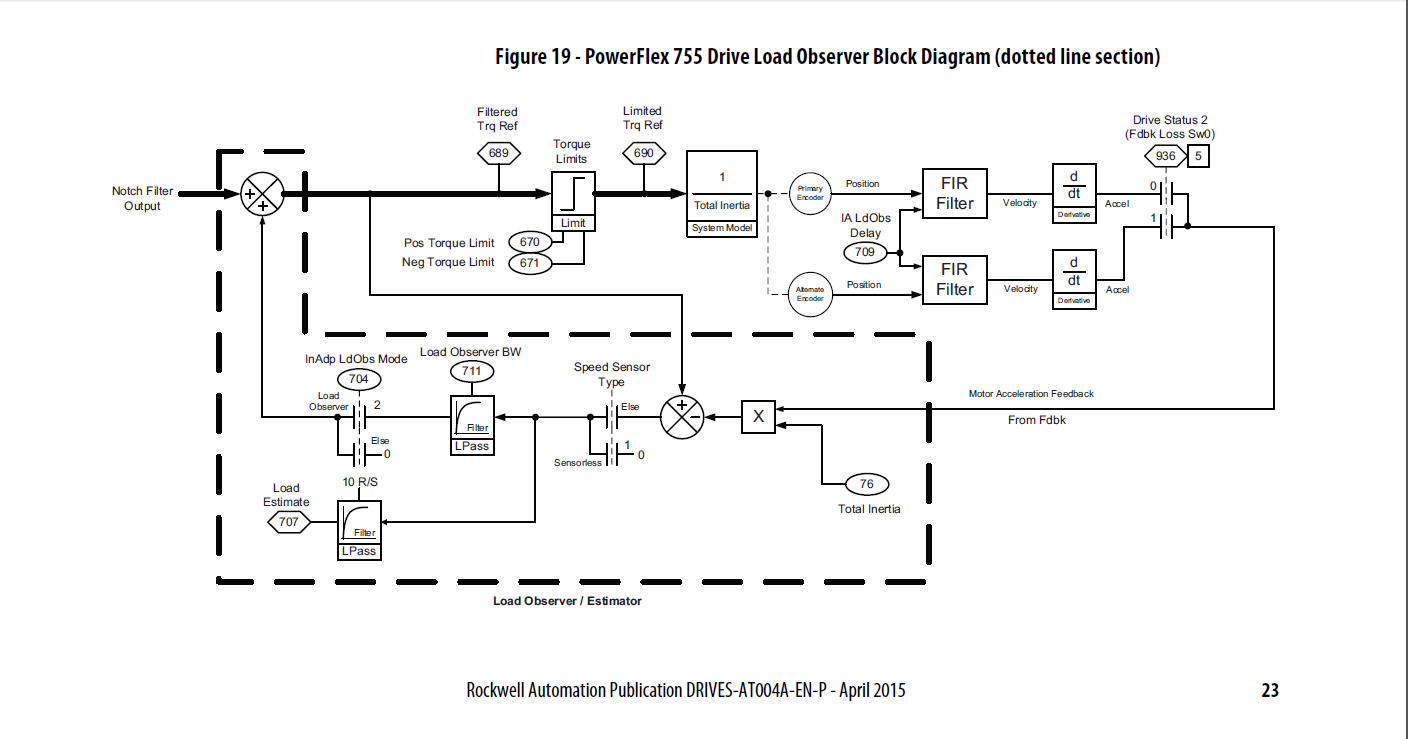 Figure 19 - PowerFlex 755 Drive Load Observer Block Diagram (dotted line section)
Filtered
Trq Ref
689
Limited
Trq Ref
690
Drive Status 2
(Fdbk Loss Sw0)
936
5
Torque
Limits
Limit
Notch Filter
Output
+
+
1
Total Inertia
System Model
Primary
Encoder
Position
FIR
Filter
Velocity
d
dt
Derivative
Accel
0
1
IA LdObs
Delay
709
Pos Torque Limit
670
Neg Torque Limit
671
Alternate
Encoder
Position
FIR
Filter
Velocity
d
dt
Derivative
Accel
InAdp LdObs Mode
704
Load Observer BW
711
Speed Sensor
Type
Load
Observer
2
Else
0
Filter
LPass
Else
1
0
Sensorless
+
-
X
Motor Acceleration Feedback
From Fdbk
76
Total Inertia
10 R/S
Load
Estimate
707
Filter
LPass
Load Observer / Estimator
Rockwell Automation Publication DRIVES-AT004A-EN-P - April 2015
23